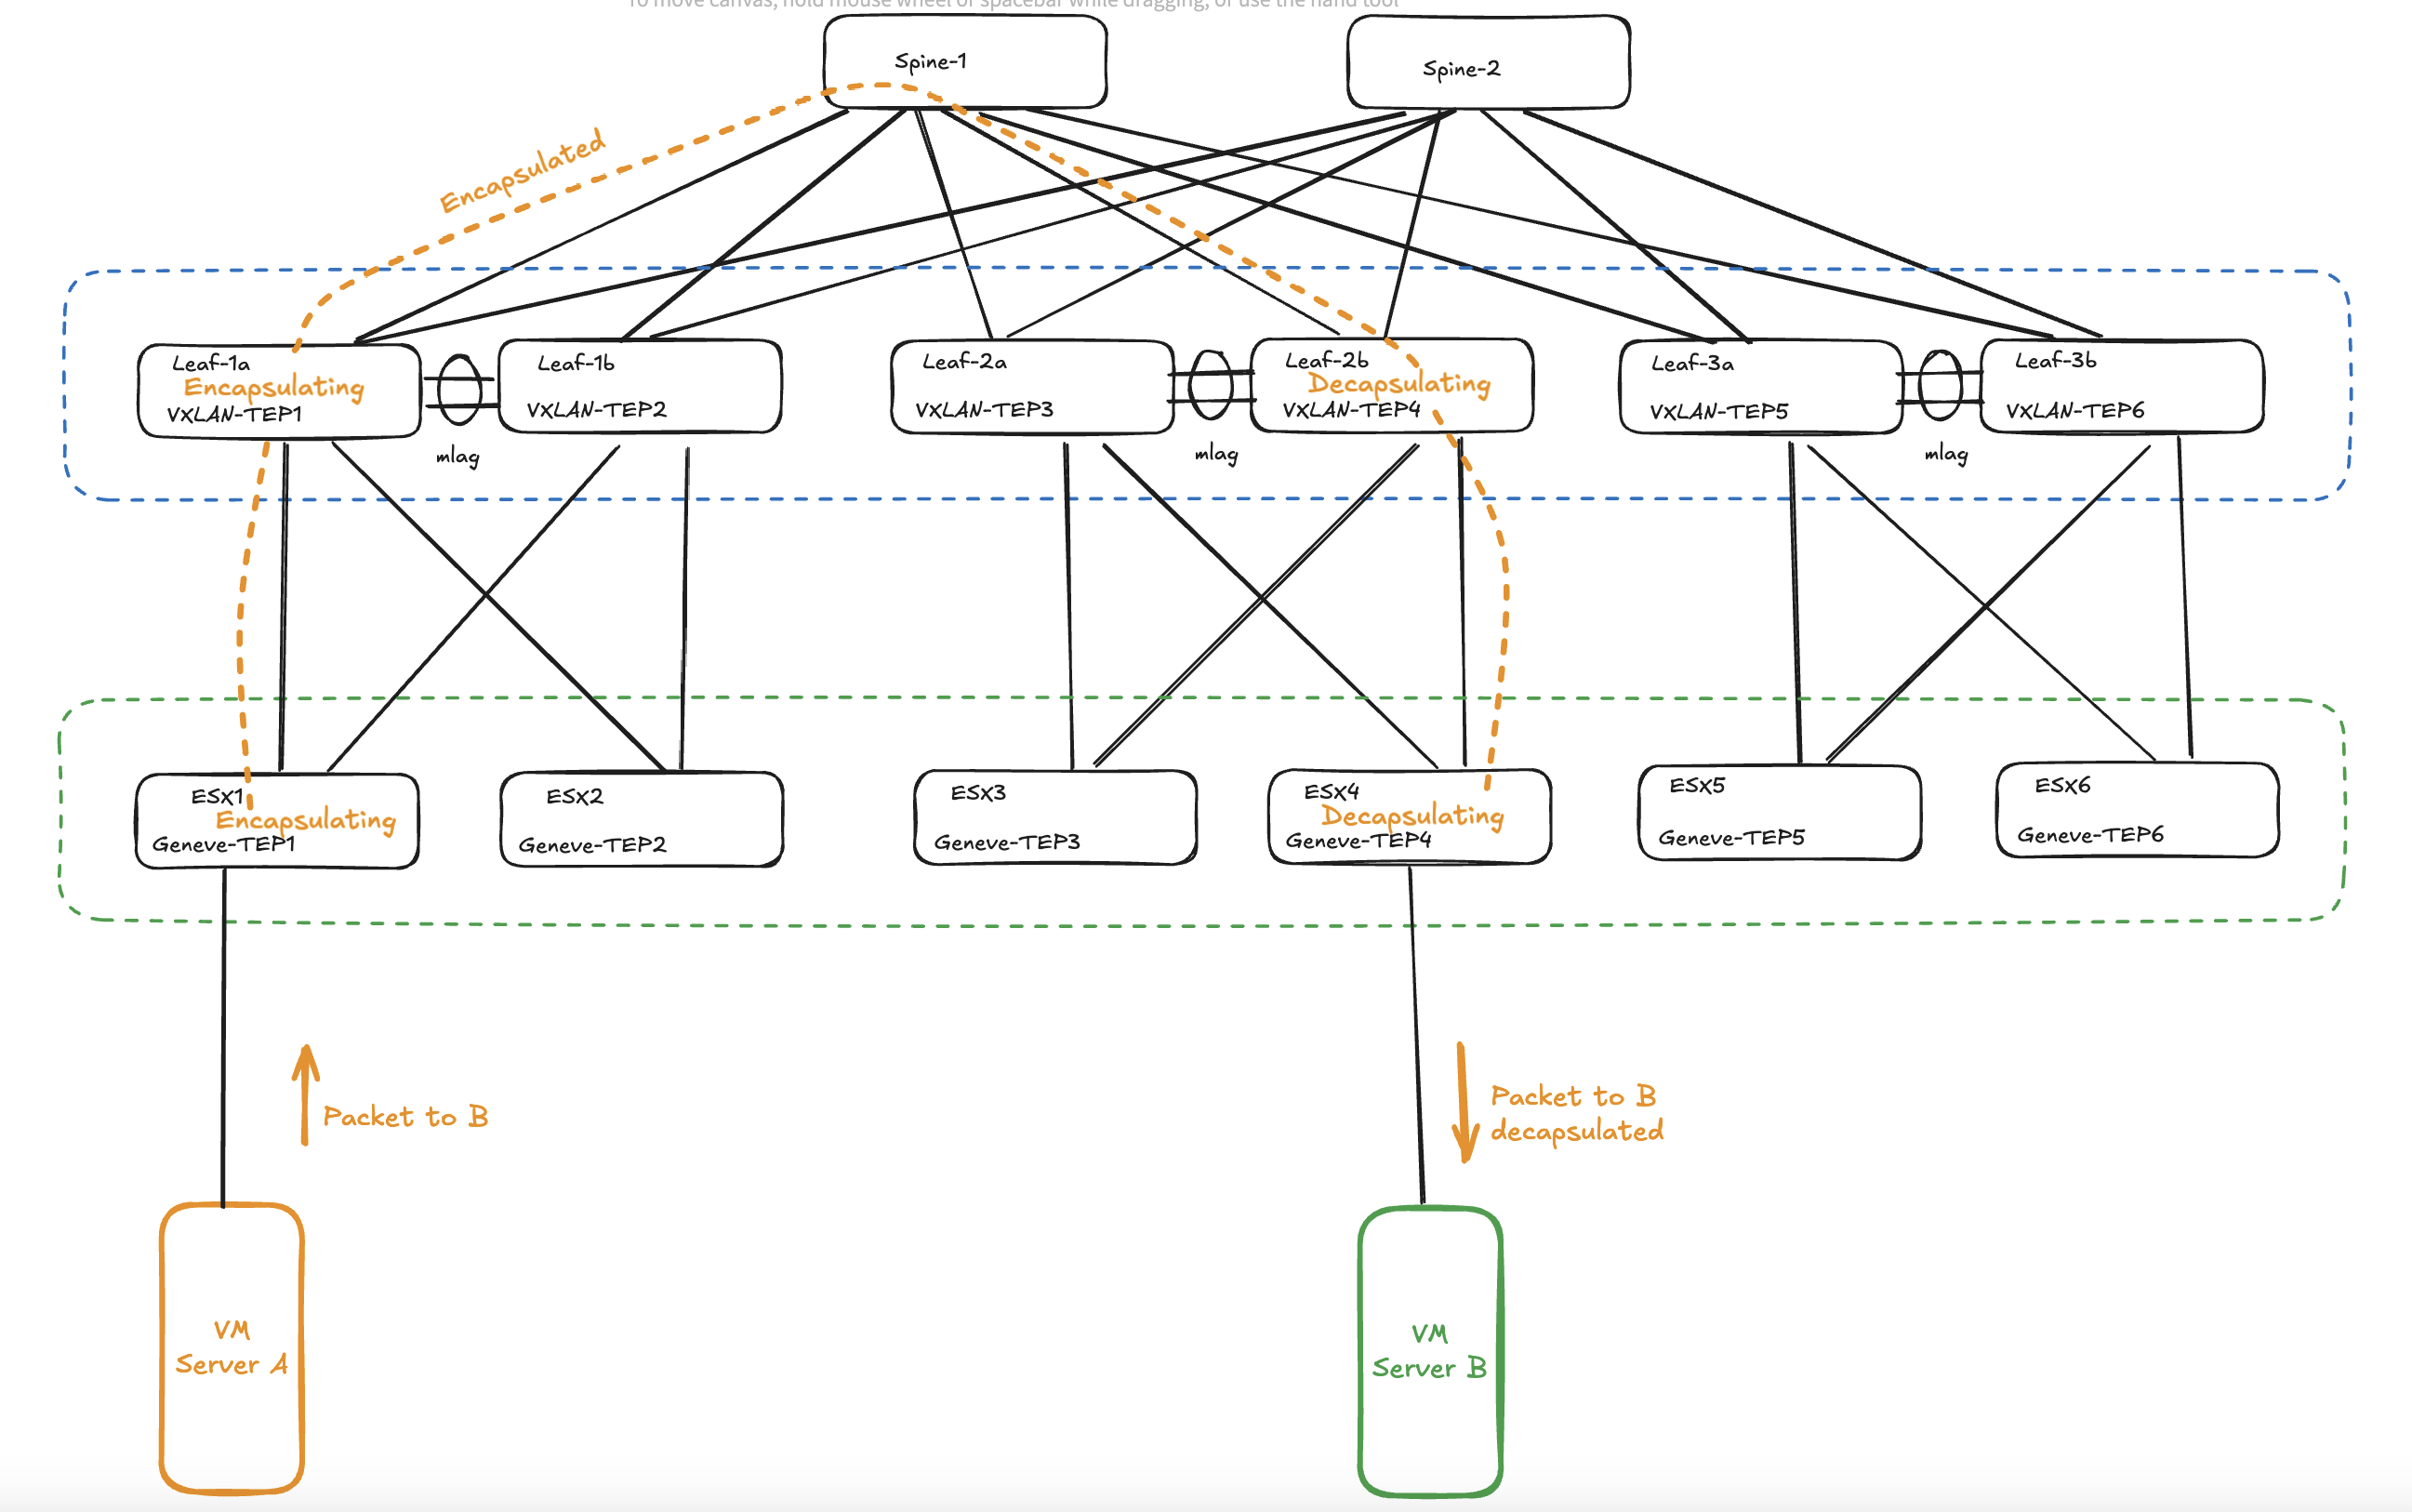 To move canvas, hold mouse wheel or spacebar while dragging, or use the hand tool
Spine-1
Spine-2
Encapsulated
Leaf-1a
Encapsulating
VXLAN-TEP1
mlag
Leaf-1b
VXLAN-TEP2
Leaf-2a
VXLAN-TEP3
mlag
Leaf-2b
Decapsulating
VXLAN-TEP4
Leaf-3a
VXLAN-TEP5
mlag
Leaf-3b
VXLAN-TEP6
ESX1
Encapsulating
Geneve-TEP1
ESX2
Geneve-TEP2
ESX3
Geneve-TEP3
ESX4
Decapsulating
Geneve-TEP4
ESX5
Geneve-TEP5
ESX6
Geneve-TEP6
Packet to B
Packet to B
decapsulated
VM
Server A
VM
Server B